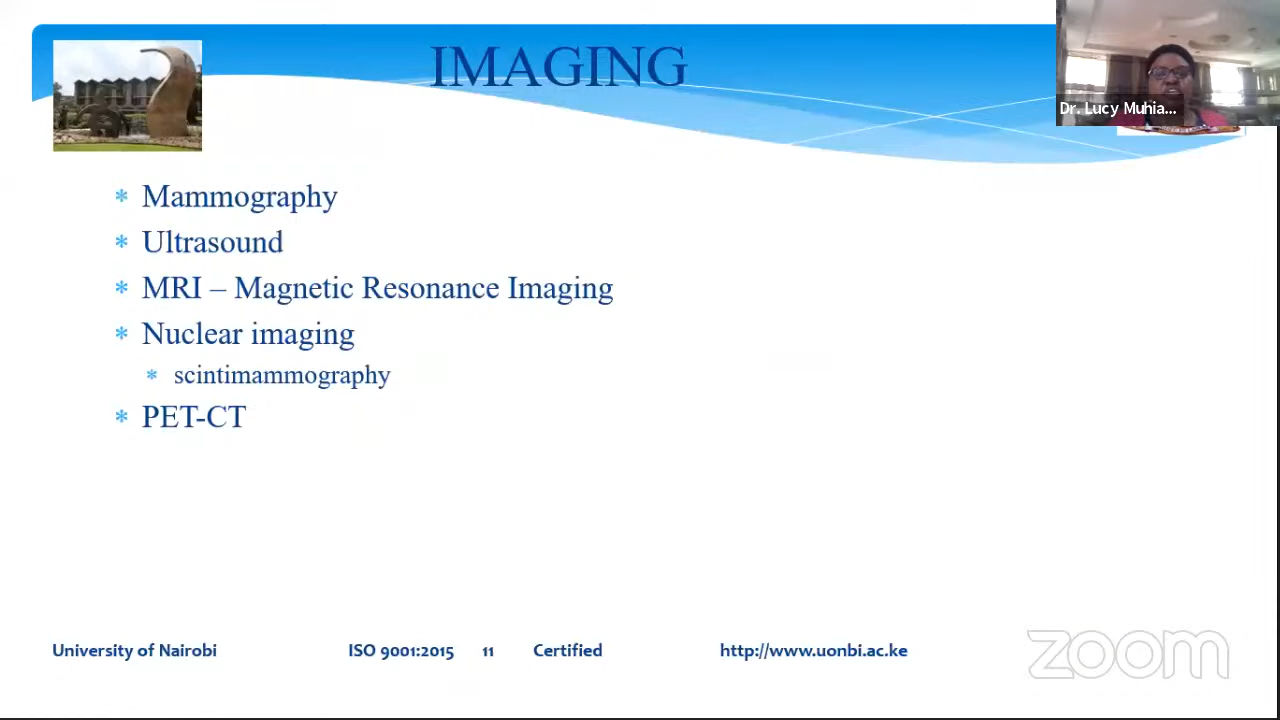 IMAGING
Dr. Lucy Muhia...
* Mammography
* Ultrasound
* MRI – Magnetic Resonance Imaging
* Nuclear imaging
* scintimammography
* PET-CT
University of Nairobi ISO 9001:2015 11 Certified http://www.uonbi.ac.ke
zoom